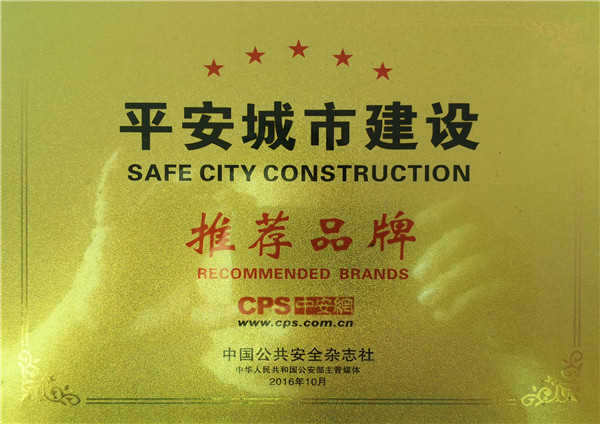 平安城市建设
SAFE CITY CONSTRUCTION
推荐品牌
RECOMMENDED BRANDS
CPS中安網
www.cps.com.cn
中国公共安全杂志社
中华人民共和国公安部主管媒体
2016年10月